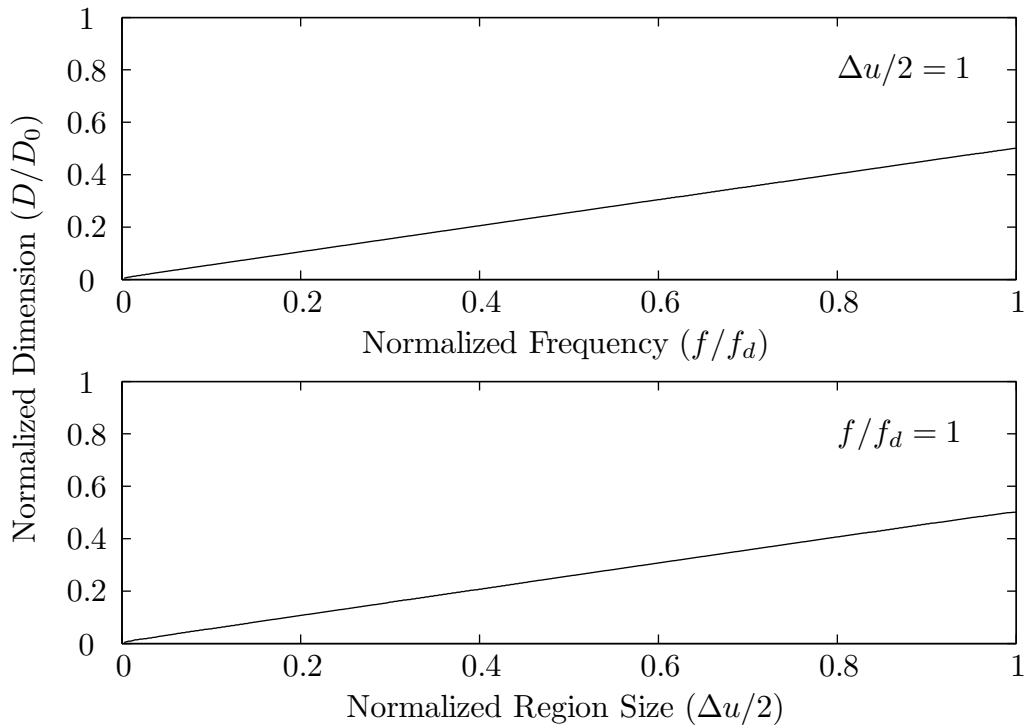 Normalized Dimension (D/D₀)
1
0.8
0.6
0.4
0.2
0
Δu/2 = 1
0 0.2 0.4 0.6 0.8 1
Normalized Frequency (f/f_d)
1
0.8
0.6
0.4
0.2
0
f/f_d = 1
0 0.2 0.4 0.6 0.8 1
Normalized Region Size (Δu/2)